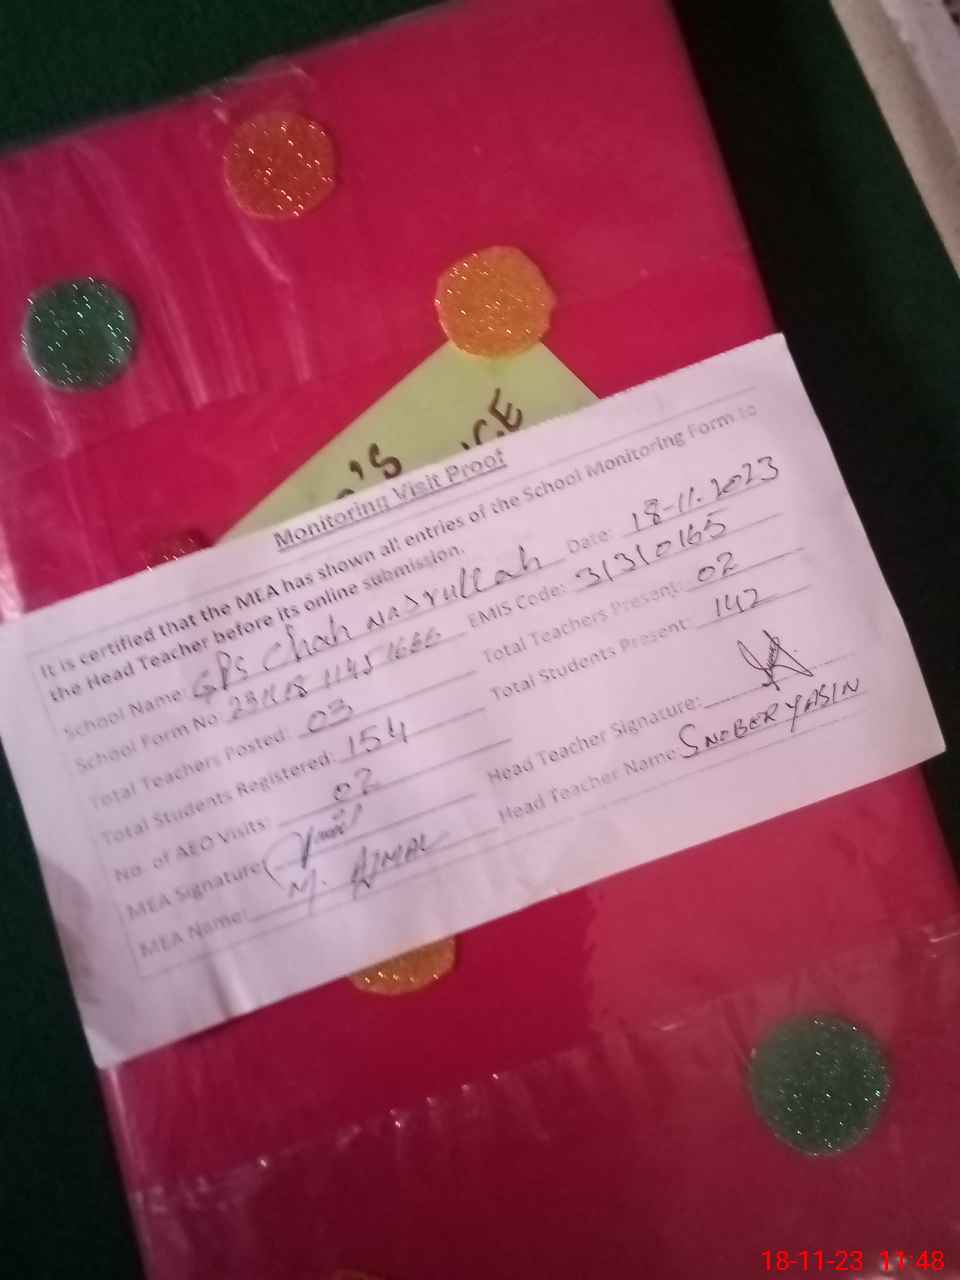 's
CE
Monitoring Visit Proof
It is certified that the MEA has shown all entries of the School Monitoring Form to
the Head Teacher before its online submission.
School Name: GPS Chah Nasrullah Date: 18-11-2023
School Form No: EMIS Code: 31310165
Total Teachers Posted: 03 Total Teachers Present: 02
Total Students Registered: 154 Total Students Present: 142
No. of AEO Visits: 02
MEA Signature: Head Teacher Signature:
MEA Name: M. AJMAL Head Teacher Name: SNOBER YASIN
18-11-23 11:48